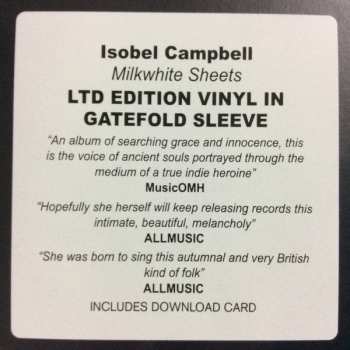 Isobel Campbell
Milkwhite Sheets
LTD EDITION VINYL IN
GATEFOLD SLEEVE
"An album of searching grace and innocence, this
is the voice of ancient souls portrayed through the
medium of a true indie heroine"
MusicOMH
"Hopefully she herself will keep releasing records this
intimate, beautiful, melancholy"
ALLMUSIC
"She was born to sing this autumnal and very British
kind of folk"
ALLMUSIC
INCLUDES DOWNLOAD CARD